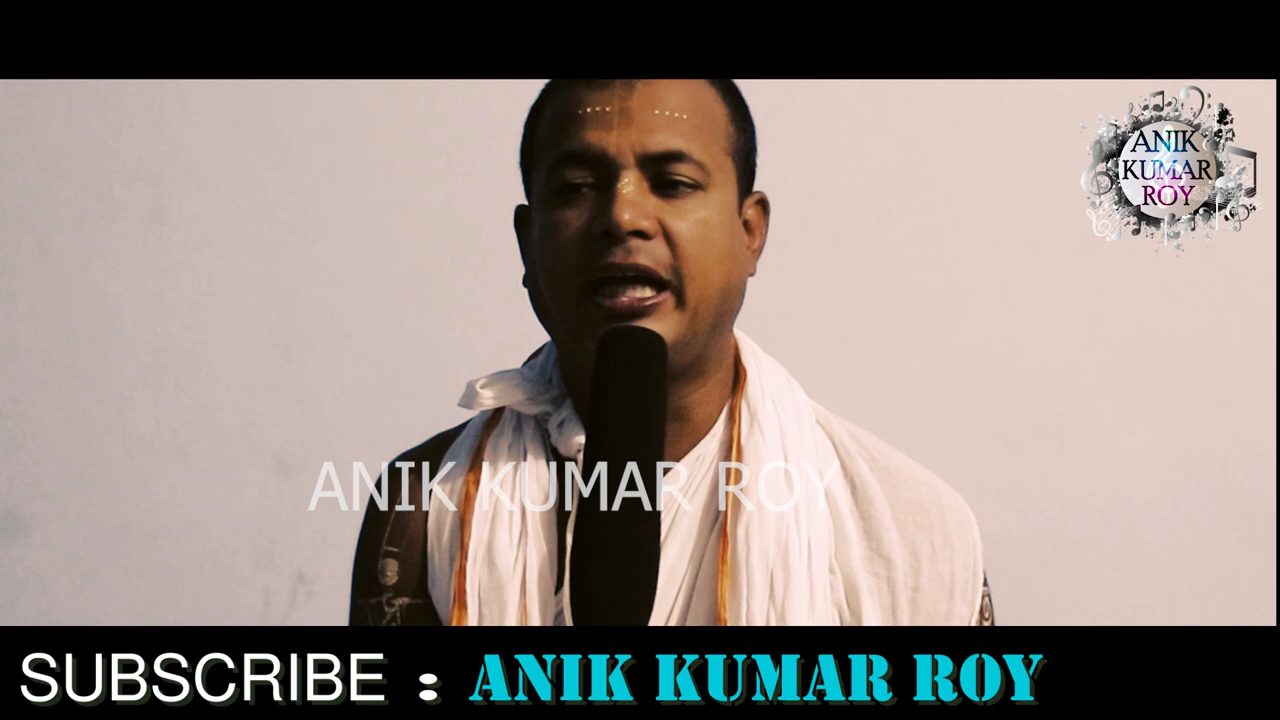 ANIK
KUMAR
ROY
ANIK KUMAR ROY
SUBSCRIBE : ANIK KUMAR ROY